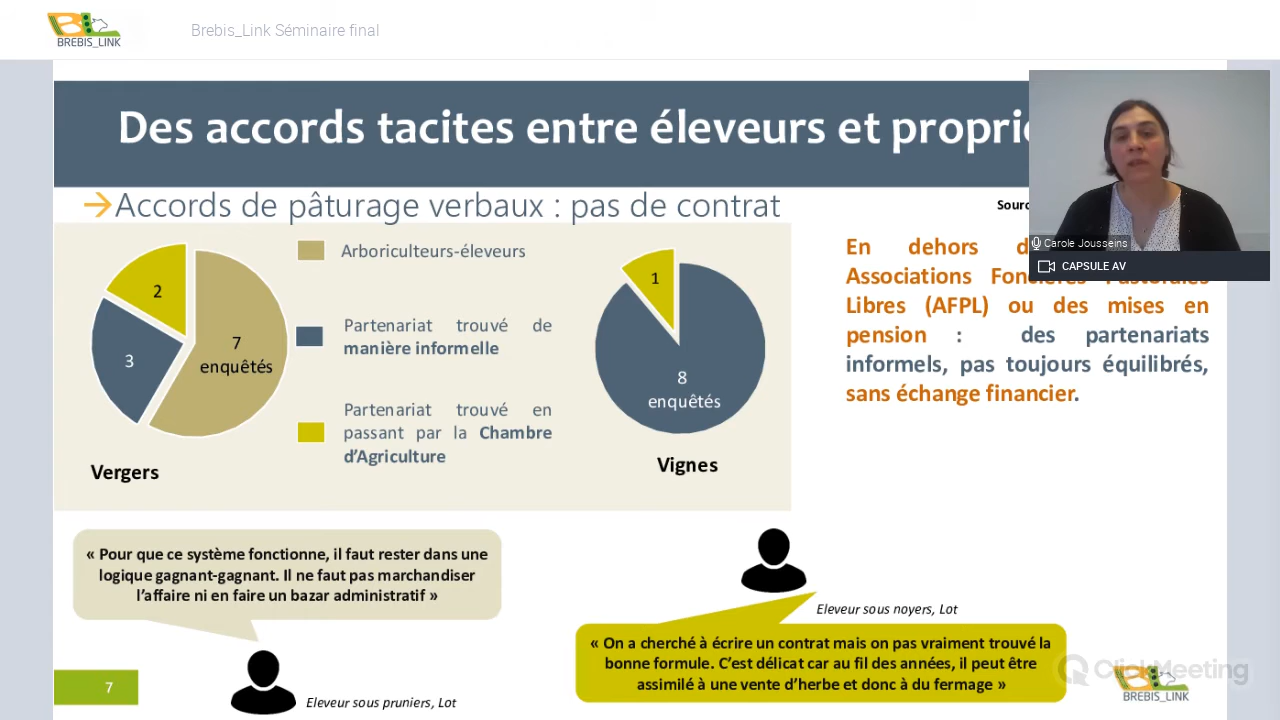 BREBIS_LINK
Brebis_Link Séminaire final
Des accords tacites entre éleveurs et
Accords de pâturage verbaux : pas de contrat
Carole Jousseins
CAPSULE AV
Arboriculteurs-éleveurs
Partenariat trouvé de
manière informelle
Partenariat trouvé en
passant par la Chambre
d'Agriculture
2
3
7
enquêtés
Vergers
1
8
enquêtés
Vignes
En dehors
Associations
Libres (AFPL) ou des mises en
pension : des partenariats
informels, pas toujours équilibrés,
sans échange financier.
« Pour que ce système fonctionne, il faut rester dans une
logique gagnant-gagnant. Il ne faut pas marchandiser
l'affaire ni en faire un bazar administratif »
Eleveur sous pruniers, Lot
Eleveur sous noyers, Lot
« On a cherché à écrire un contrat mais on pas vraiment trouvé la
bonne formule. C'est délicat car au fil des années, il peut être
assimilé à une vente d'herbe et donc à du fermage »
7
ClickMeeting
BREBIS_LINK